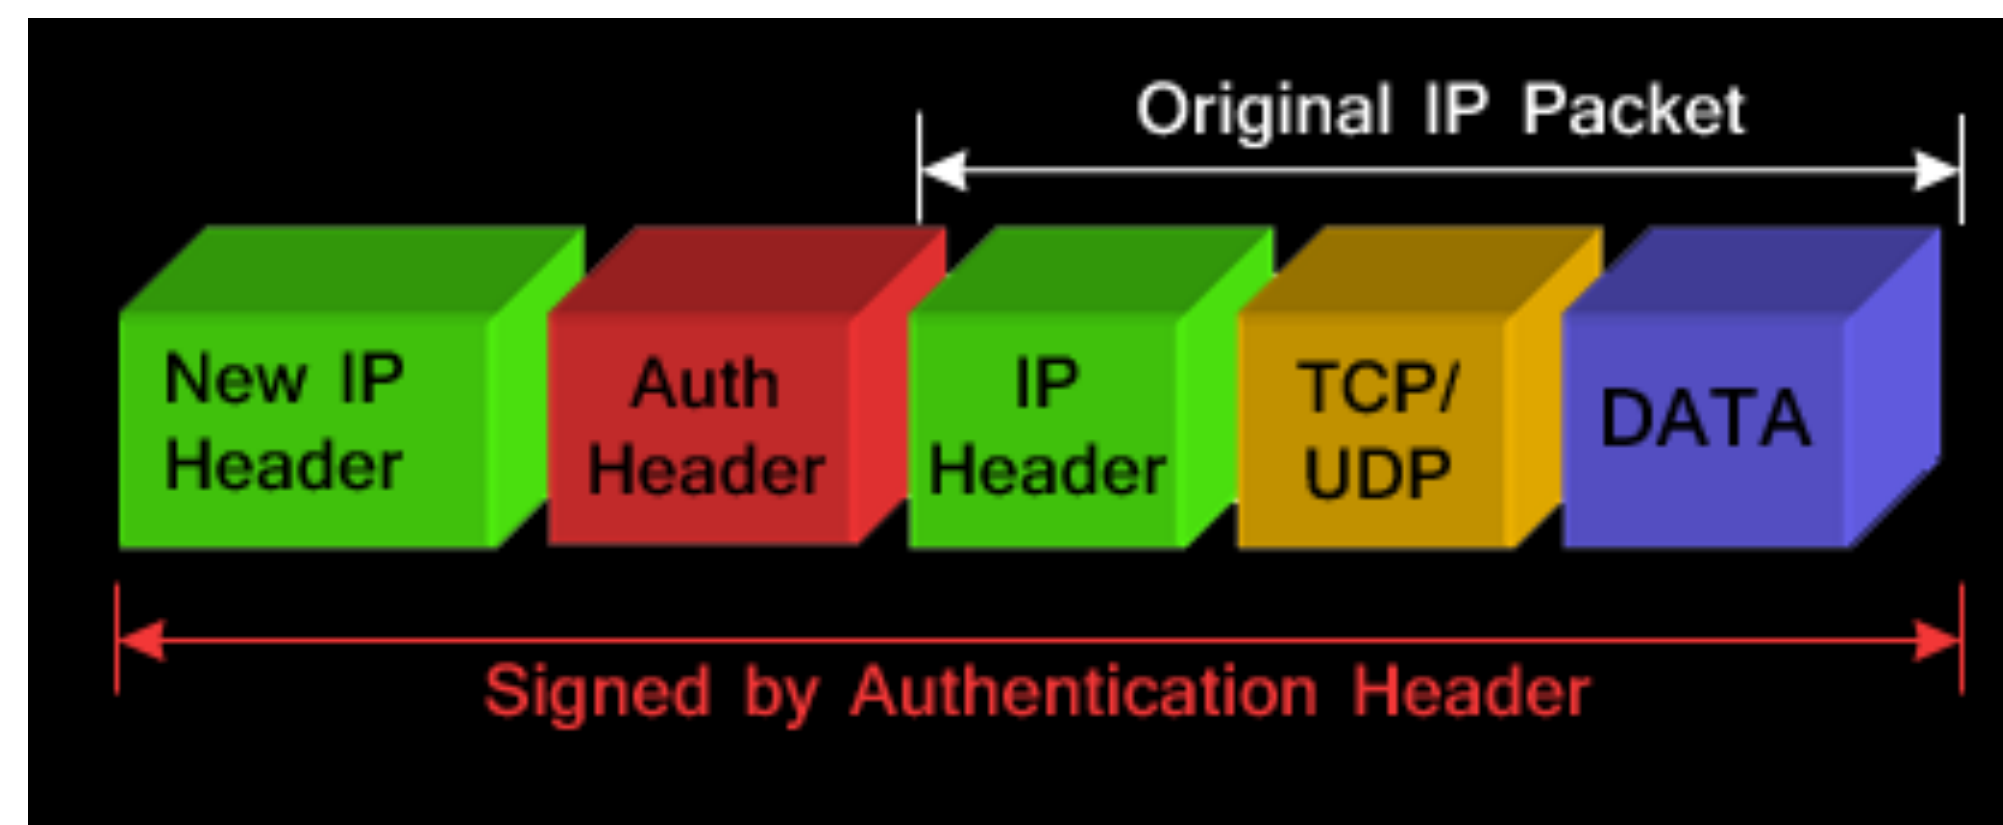 Original IP Packet
New IP
Header
Auth
Header
IP
Header
TCP/
UDP
DATA
Signed by Authentication Header